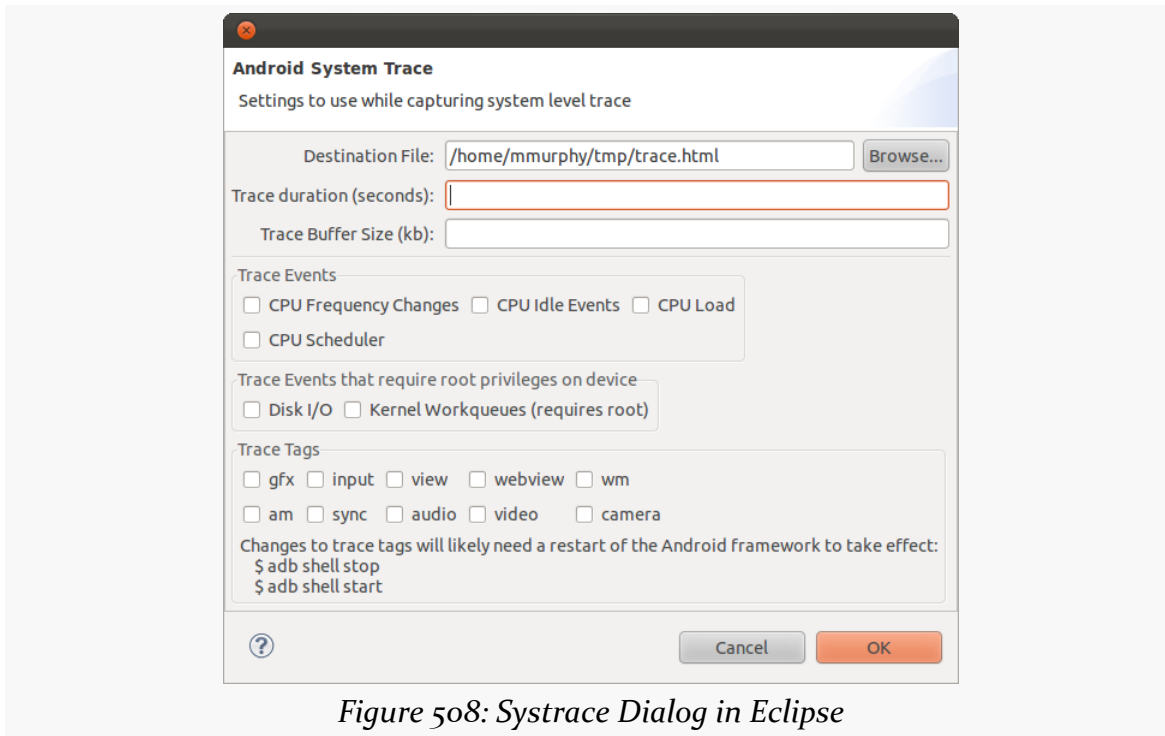 Android System Trace
Settings to use while capturing system level trace
Destination File: /home/mmurphy/tmp/trace.html Browse...
Trace duration (seconds):
Trace Buffer Size (kb):
Trace Events
CPU Frequency Changes CPU Idle Events CPU Load
CPU Scheduler
Trace Events that require root privileges on device
Disk I/O Kernel Workqueues (requires root)
Trace Tags
gfx input view webview wm
am sync audio video camera
Changes to trace tags will likely need a restart of the Android framework to take effect:
$ adb shell stop
$ adb shell start
? Cancel OK
Figure 508: Systrace Dialog in Eclipse